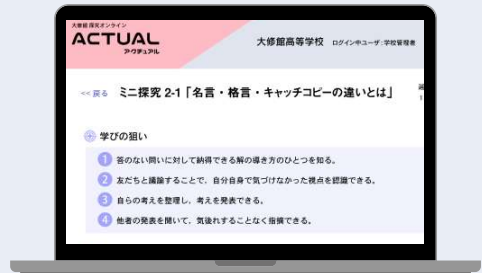 大修館 探究オンライン
ACTUAL
アクチュアル
大修館高等学校 ログイン中ユーザ:学校管理者
<< 戻る ミニ探究 2-1「名言・格言・キャッチコピーの違いとは」
学びの狙い
1 答のない問いに対して納得できる解の導き方のひとつを知る。
2 友だちと議論することで、自分自身で気づけなかった視点を認識できる。
3 自らの考えを整理し、考えを発表できる。
4 他者の発表を聞いて、気後れすることなく指摘できる。